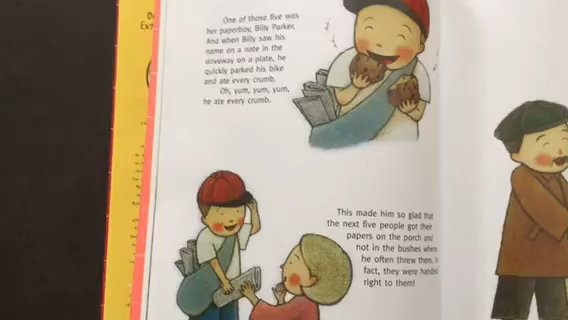 One of those five was
her paperboy, Billy Parker.
And when Billy saw his
name on a note in the
driveway on a plate, he
quickly parked his bike
and ate every crumb.
Oh, yum, yum, yum,
he ate every crumb.
This made him so glad that
the next five people got their
papers on the porch and
not in the bushes where
he often threw them. In
fact, they were handed
right to them!